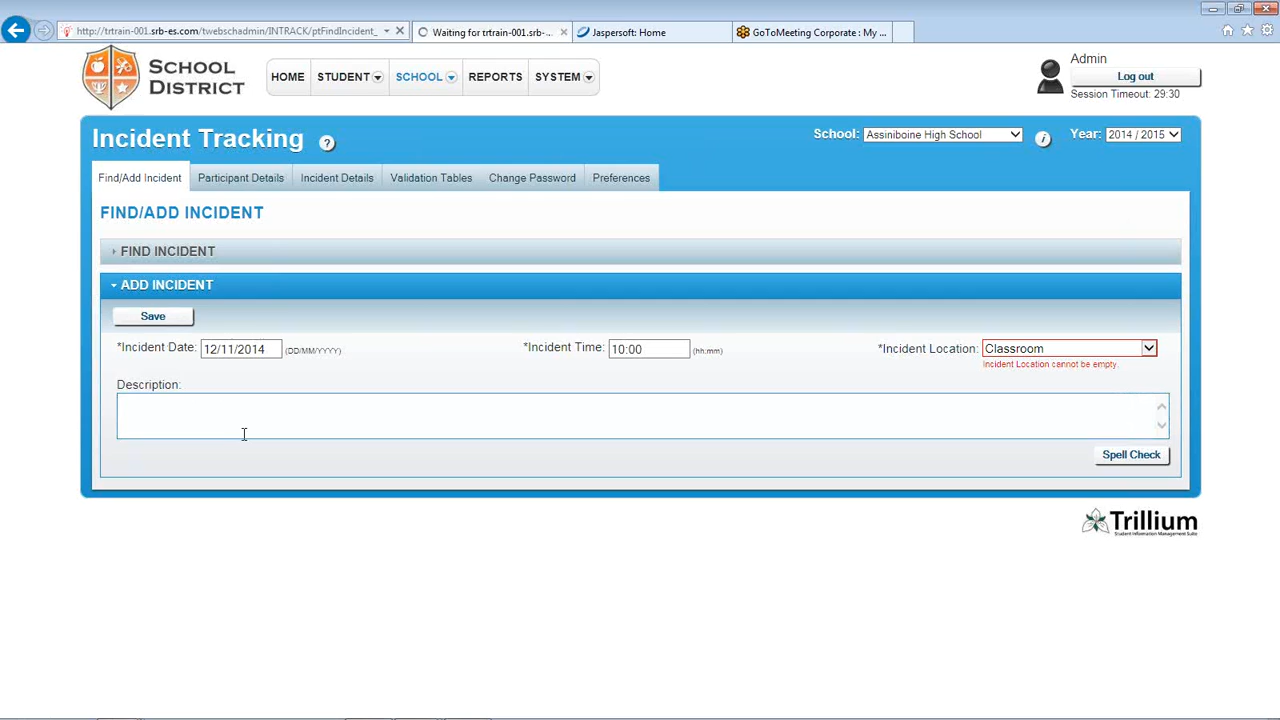 http://trtrain-001.srb-es.com/twebschadmin/INTRACK/ptFindIncident_
Waiting for trtrain-001.srb-...
Jaspersoft: Home
GoToMeeting Corporate : My ...
SCHOOL DISTRICT
HOME STUDENT SCHOOL REPORTS SYSTEM
Admin
Log out
Session Timeout: 29:30
Incident Tracking ?
School: Assiniboine High School i Year: 2014 / 2015
Find/Add Incident Participant Details Incident Details Validation Tables Change Password Preferences
FIND/ADD INCIDENT
FIND INCIDENT
ADD INCIDENT
Save
*Incident Date: 12/11/2014 (DD/MM/YYYY) *Incident Time: 10:00 (hh:mm) *Incident Location: Classroom
Incident Location cannot be empty.
Description:
Spell Check
Trillium
Student Information Management Suite